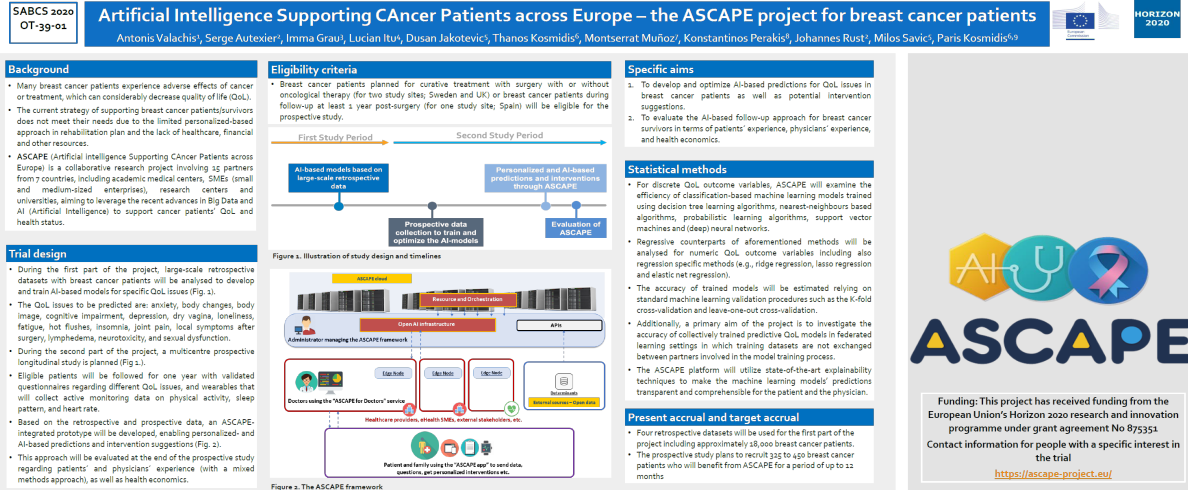 SABCS 2020
OT-39-01
Artificial Intelligence Supporting CAncer Patients across Europe – the ASCAPE project for breast cancer patients
Antonis Valachis¹, Serge Autexier², Imma Grau³, Lucian Itu⁴, Dusan Jakotevic⁵, Thanos Kosmidis⁶, Montserrat Muñoz⁷, Konstantinos Perakis⁸, Johannes Rust², Milos Savic⁵, Paris Kosmidis⁶,⁹
European
Commission
HORIZON
2020
Background
• Many breast cancer patients experience adverse effects of cancer
or treatment, which can considerably decrease quality of life (QoL).
• The current strategy of supporting breast cancer patients/survivors
does not meet their needs due to the limited personalized-based
approach in rehabilitation plan and the lack of healthcare, financial
and other resources.
• ASCAPE (Artificial intelligence Supporting CAncer Patients across
Europe) is a collaborative research project involving 15 partners
from 7 countries, including academic medical centers, SMEs (small
and medium-sized enterprises), research centers and
universities, aiming to leverage the recent advances in Big Data and
AI (Artificial Intelligence) to support cancer patients' QoL and
health status.
Trial design
• During the first part of the project, large-scale retrospective
datasets with breast cancer patients will be analysed to develop
and train AI-based models for specific QoL issues (Fig. 1).
• The QoL issues to be predicted are: anxiety, body changes, body
image, cognitive impairment, depression, dry vagina, loneliness,
fatigue, hot flushes, insomnia, joint pain, local symptoms after
surgery, lymphedema, neurotoxicity, and sexual dysfunction.
• During the second part of the project, a multicentre prospective
longitudinal study is planned (Fig 1.).
• Eligible patients will be followed for one year with validated
questionnaires regarding different QoL issues, and wearables that
will collect active monitoring data on physical activity, sleep
pattern, and heart rate.
• Based on the retrospective and prospective data, an ASCAPE-
integrated prototype will be developed, enabling personalized- and
AI-based predictions and intervention suggestions (Fig. 2).
• This approach will be evaluated at the end of the prospective study
regarding patients' and physicians' experience (with a mixed
methods approach), as well as health economics.
Eligibility criteria
• Breast cancer patients planned for curative treatment with surgery with or without
oncological therapy (for two study sites; Sweden and UK) or breast cancer patients during
follow-up at least 1 year post-surgery (for one study site; Spain) will be eligible for the
prospective study.
First Study Period
Second Study Period
AI-based models based on
large-scale retrospective
data
Personalized and AI-based
predictions and interventions
through ASCAPE
Prospective data
collection to train and
optimize the AI-models
Evaluation of
ASCAPE
Figure 1. Illustration of study design and timelines
ASCAPE cloud
Resource and Orchestration
Open AI infrastructure
APIs
Administrator managing the ASCAPE framework
Edge Node
Edge Node
Edge Node
Doctors using the "ASCAPE for Doctors" service
Determinants
External sources – Open data
Healthcare providers, eHealth SMEs, external stakeholders, etc.
Patient and family using the "ASCAPE app" to send data,
questions, get personalized interventions etc.
Figure 2. The ASCAPE framework
Specific aims
1. To develop and optimize AI-based predictions for QoL issues in
breast cancer patients as well as potential intervention
suggestions.
2. To evaluate the AI-based follow-up approach for breast cancer
survivors in terms of patients' experience, physicians' experience,
and health economics.
Statistical methods
• For discrete QoL outcome variables, ASCAPE will examine the
efficiency of classification-based machine learning models trained
using decision tree learning algorithms, nearest-neighbours based
algorithms, probabilistic learning algorithms, support vector
machines and (deep) neural networks.
• Regressive counterparts of aforementioned methods will be
analysed for numeric QoL outcome variables including also
regression specific methods (e.g., ridge regression, lasso regression
and elastic net regression).
• The accuracy of trained models will be estimated relying on
standard machine learning validation procedures such as the K-fold
cross-validation and leave-one-out cross-validation.
• Additionally, a primary aim of the project is to investigate the
accuracy of collectively trained predictive QoL models in federated
learning settings in which training datasets are not exchanged
between partners involved in the model training process.
• The ASCAPE platform will utilize state-of-the-art explainability
techniques to make the machine learning models' predictions
transparent and comprehensible for the patient and the physician.
Present accrual and target accrual
• Four retrospective datasets will be used for the first part of the
project including approximately 18,000 breast cancer patients.
• The prospective study plans to recruit 325 to 450 breast cancer
patients who will benefit from ASCAPE for a period of up to 12
months
AI
ASCAPE
Funding: This project has received funding from the
European Union's Horizon 2020 research and innovation
programme under grant agreement No 875351
Contact information for people with a specific interest in
the trial
https://ascape-project.eu/